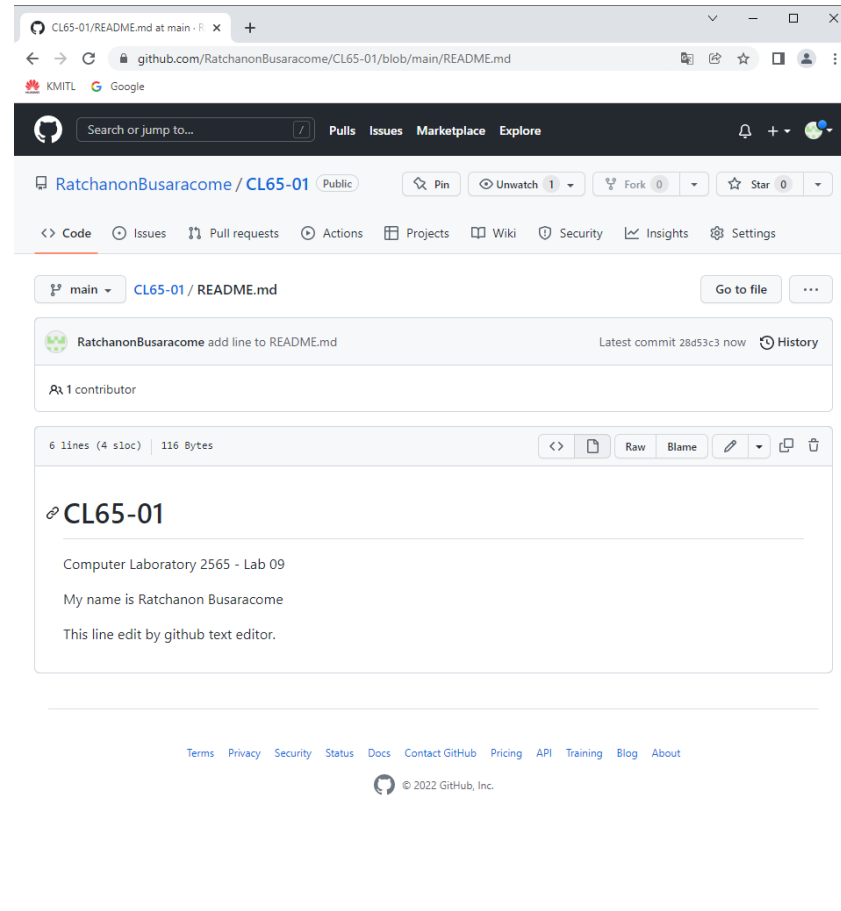 CL65-01/README.md at main · R
github.com/RatchanonBusaracome/CL65-01/blob/main/README.md
KMITL Google
Search or jump to... / Pulls Issues Marketplace Explore
RatchanonBusaracome / CL65-01 Public Pin Unwatch 1 Fork 0 Star 0
Code Issues Pull requests Actions Projects Wiki Security Insights Settings
main CL65-01 / README.md Go to file ...
RatchanonBusaracome add line to README.md Latest commit 28d53c3 now History
1 contributor
6 lines (4 sloc) 116 Bytes Raw Blame
CL65-01
Computer Laboratory 2565 - Lab 09
My name is Ratchanon Busaracome
This line edit by github text editor.
Terms Privacy Security Status Docs Contact GitHub Pricing API Training Blog About
© 2022 GitHub, Inc.